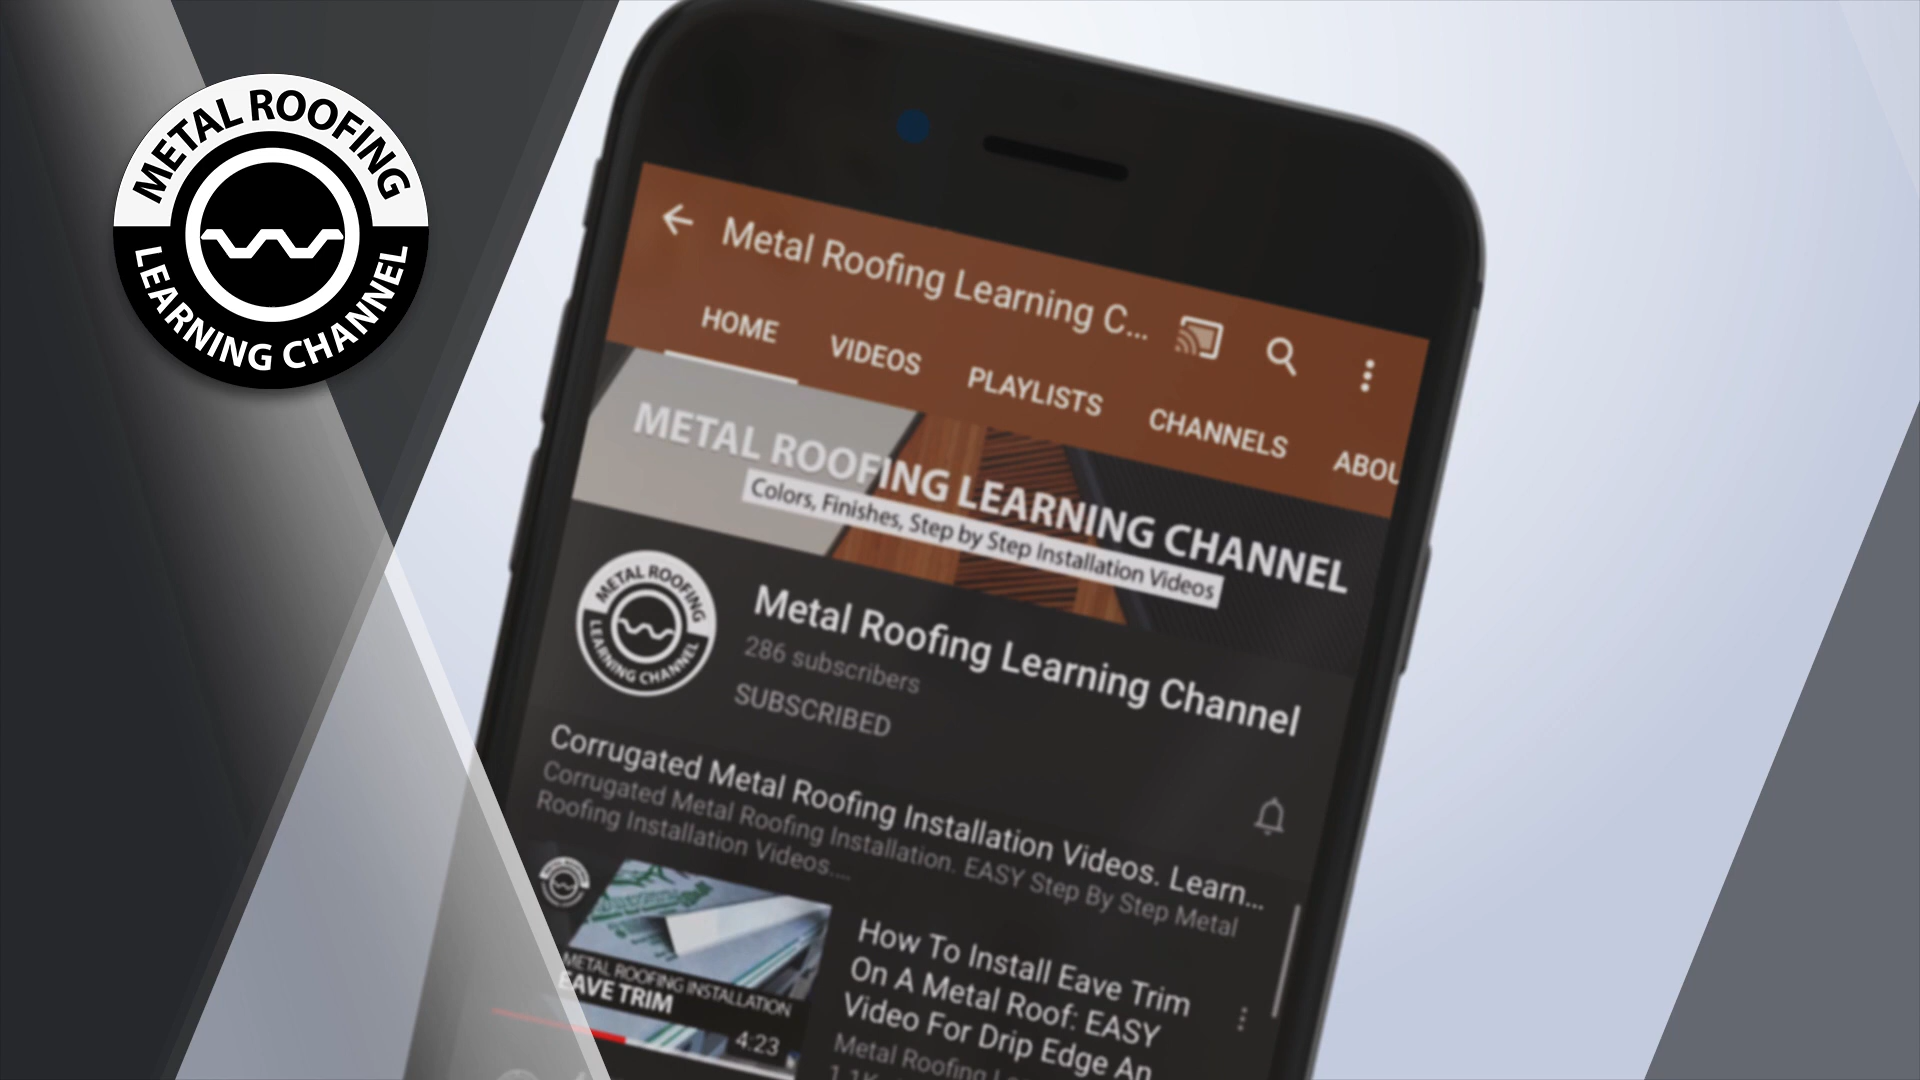 METAL ROOFING
LEARNING CHANNEL
Metal Roofing Learning C...
HOME VIDEOS PLAYLISTS CHANNELS ABOU
METAL ROOFING LEARNING CHANNEL
Colors, Finishes, Step by Step Installation Videos
METAL ROOFING
LEARNING CHANNEL
Metal Roofing Learning Channel
286 subscribers
SUBSCRIBED
Corrugated Metal Roofing Installation Videos. Learn...
Corrugated Metal Roofing Installation. EASY Step By Step Metal
Roofing Installation Videos....
METAL ROOFING INSTALLATION
EAVE TRIM
4:23
How To Install Eave Trim
On A Metal Roof: EASY
Video For Drip Edge An
Metal Roofing